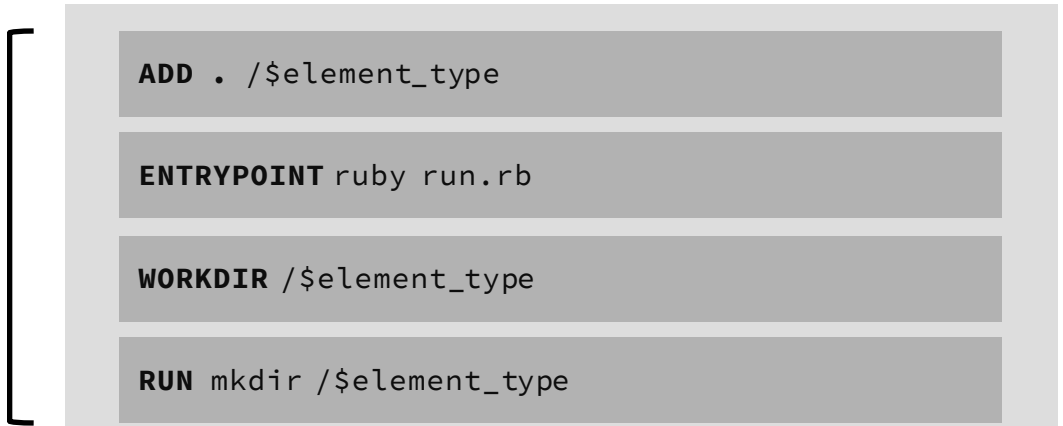 ADD . /$element_type
ENTRYPOINT ruby run.rb
WORKDIR /$element_type
RUN mkdir /$element_type